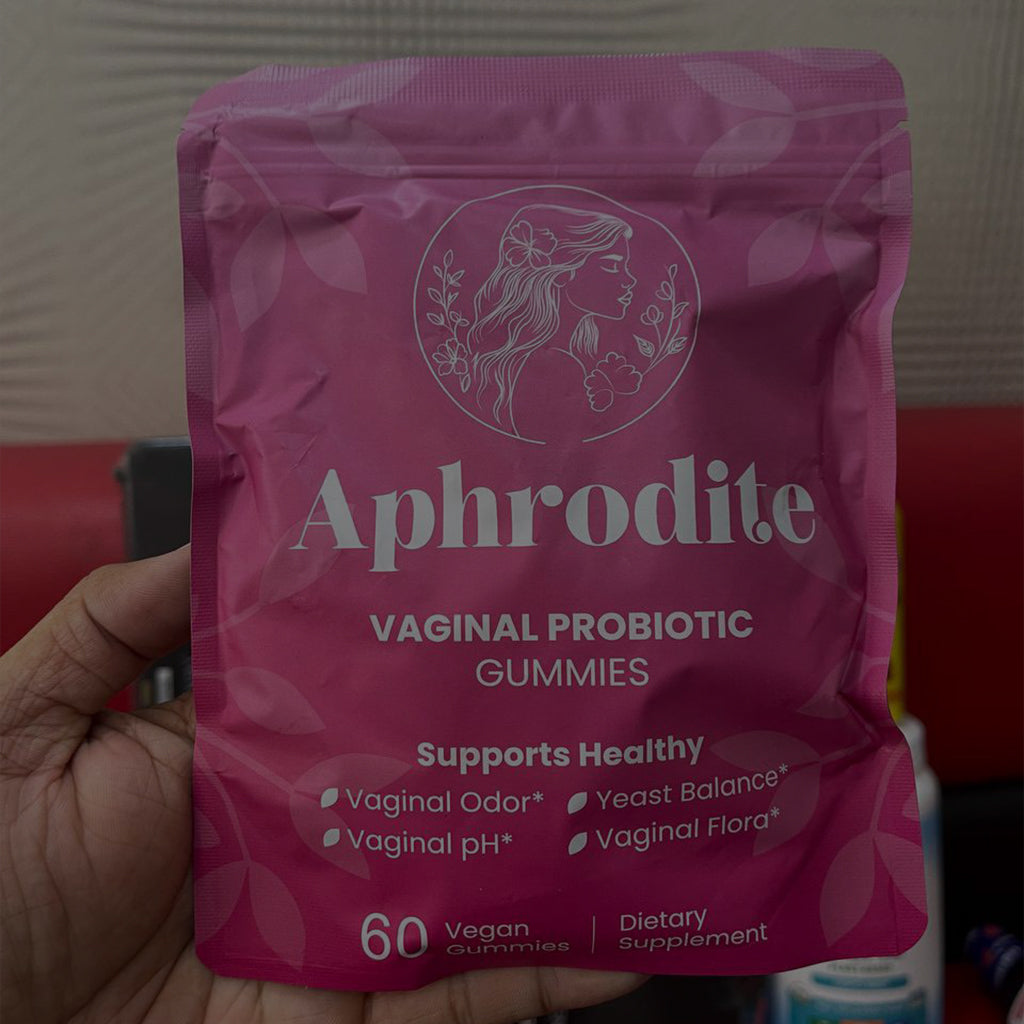 Aphrodite
VAGINAL PROBIOTIC
GUMMIES
Supports Healthy
Vaginal Odor* Yeast Balance*
Vaginal pH* Vaginal Flora*
60 Vegan Gummies | Dietary Supplement